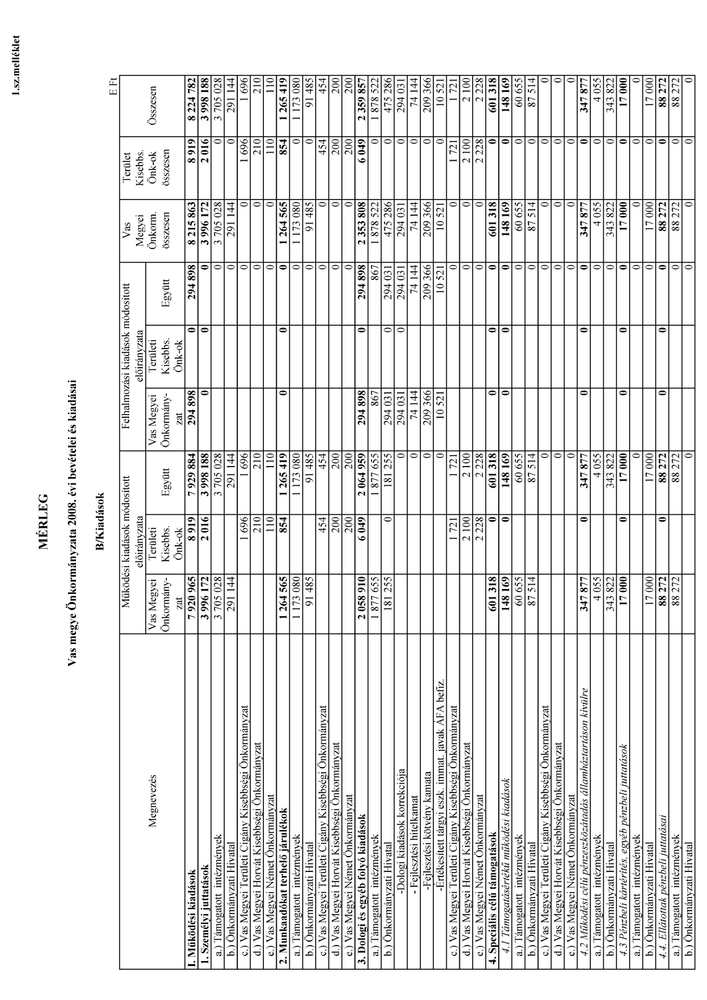 1.sz.melléklet
MÉRLEG
Vas megye Önkormányzata 2008. évi bevételei és kiadásai
B/Kiadások
E Ft
Megnevezés | Működési kiadások módosított előirányzata | Felhalmozási kiadások módosított előirányzata | Vas Megyei Önkorm. összesen | Terület Kisebbs. Önk-ok összesen | Összesen
Vas Megyei Önkormány-zat | Területi Kisebbs. Önk-ok | Együtt | Vas Megyei Önkormány-zat | Területi Kisebbs. Önk-ok | Együtt
I. Működési kiadások 7 920 965 8 919 7 929 884 294 898 0 294 898 8 215 863 8 919 8 224 782
1. Személyi juttatások 3 996 172 2 016 3 998 188 0 0 0 3 996 172 2 016 3 998 188
a.) Támogatott intézmények 3 705 028 3 705 028 0 3 705 028 0 3 705 028
b.) Önkormányzati Hivatal 291 144 291 144 0 291 144 0 291 144
c.) Vas Megyei Területi Cigány Kisebbségi Önkormányzat 1 696 1 696 0 0 1 696 1 696
d.) Vas Megyei Horvát Kisebbségi Önkormányzat 210 210 0 0 210 210
e.) Vas Megyei Német Önkormányzat 110 110 0 0 110 110
2. Munkaadókat terhelő járulékok 1 264 565 854 1 265 419 0 0 0 1 264 565 854 1 265 419
a.) Támogatott intézmények 1 173 080 1 173 080 0 1 173 080 0 1 173 080
b.) Önkormányzati Hivatal 91 485 91 485 0 91 485 0 91 485
c.) Vas Megyei Területi Cigány Kisebbségi Önkormányzat 454 454 0 0 454 454
d.) Vas Megyei Horvát Kisebbségi Önkormányzat 200 200 0 0 200 200
e.) Vas Megyei Német Önkormányzat 200 200 0 0 200 200
3. Dologi és egyéb folyó kiadások 2 058 910 6 049 2 064 959 294 898 0 294 898 2 353 808 6 049 2 359 857
a.) Támogatott intézmények 1 877 655 1 877 655 867 867 1 878 522 0 1 878 522
b.) Önkormányzati Hivatal 181 255 0 181 255 294 031 0 294 031 475 286 0 475 286
-Dologi kiadások korrekciója 0 294 031 0 294 031 294 031 0 294 031
- Fejlesztési hitelkamat 0 74 144 74 144 74 144 0 74 144
-Fejlesztési kötvény kamata 0 209 366 209 366 209 366 0 209 366
-Értékesített tárgyi eszk. immat. javak ÁFA befiz. 0 10 521 10 521 10 521 0 10 521
c.) Vas Megyei Területi Cigány Kisebbségi Önkormányzat 1 721 1 721 0 0 1 721 1 721
d.) Vas Megyei Horvát Kisebbségi Önkormányzat 2 100 2 100 0 0 2 100 2 100
e.) Vas Megyei Német Önkormányzat 2 228 2 228 0 0 2 228 2 228
4. Speciális célú támogatások 601 318 0 601 318 0 0 0 601 318 0 601 318
4.1 Támogatásértékű működési kiadások 148 169 0 148 169 0 0 0 148 169 0 148 169
a.) Támogatott intézmények 60 655 60 655 0 60 655 0 60 655
b.) Önkormányzati Hivatal 87 514 87 514 0 87 514 0 87 514
c.) Vas Megyei Területi Cigány Kisebbségi Önkormányzat 0 0 0 0 0
d.) Vas Megyei Horvát Kisebbségi Önkormányzat 0 0 0 0 0
e.) Vas Megyei Német Önkormányzat 0 0 0 0 0
4.2 Működési célú pénzeszközátadás államháztartáson kívülre 347 877 0 347 877 0 0 0 347 877 0 347 877
a.) Támogatott intézmények 4 055 4 055 0 4 055 0 4 055
b.) Önkormányzati Hivatal 343 822 343 822 0 343 822 0 343 822
4.3 Pénzbeli kártérítés, egyéb pénzbeli juttatások 17 000 0 17 000 0 0 0 17 000 0 17 000
a.) Támogatott intézmények 0 0 0 0 0
b.) Önkormányzati Hivatal 17 000 17 000 0 17 000 0 17 000
4.4. Ellátottak pénzbeli juttatásai 88 272 0 88 272 0 0 0 88 272 0 88 272
a.) Támogatott intézmények 88 272 88 272 0 88 272 0 88 272
b.) Önkormányzati Hivatal 0 0 0 0 0